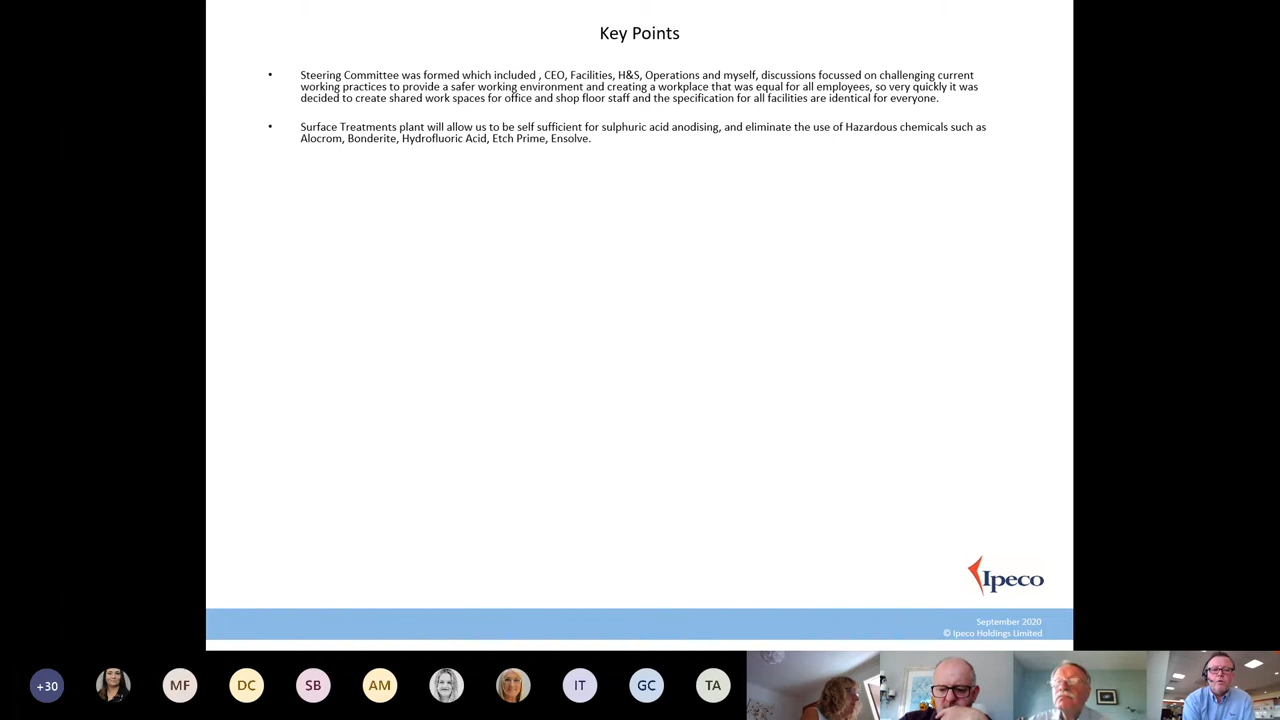 Key Points
• Steering Committee was formed which included , CEO, Facilities, H&S, Operations and myself, discussions focussed on challenging current
working practices to provide a safer working environment and creating a workplace that was equal for all employees, so very quickly it was
decided to create shared work spaces for office and shop floor staff and the specification for all facilities are identical for everyone.
• Surface Treatments plant will allow us to be self sufficient for sulphuric acid anodising, and eliminate the use of Hazardous chemicals such as
Alocrom, Bonderite, Hydrofluoric Acid, Etch Prime, Ensolve.
Ipeco
September 2020
© Ipeco Holdings Limited
+30 MF DC SB AM IT GC TA